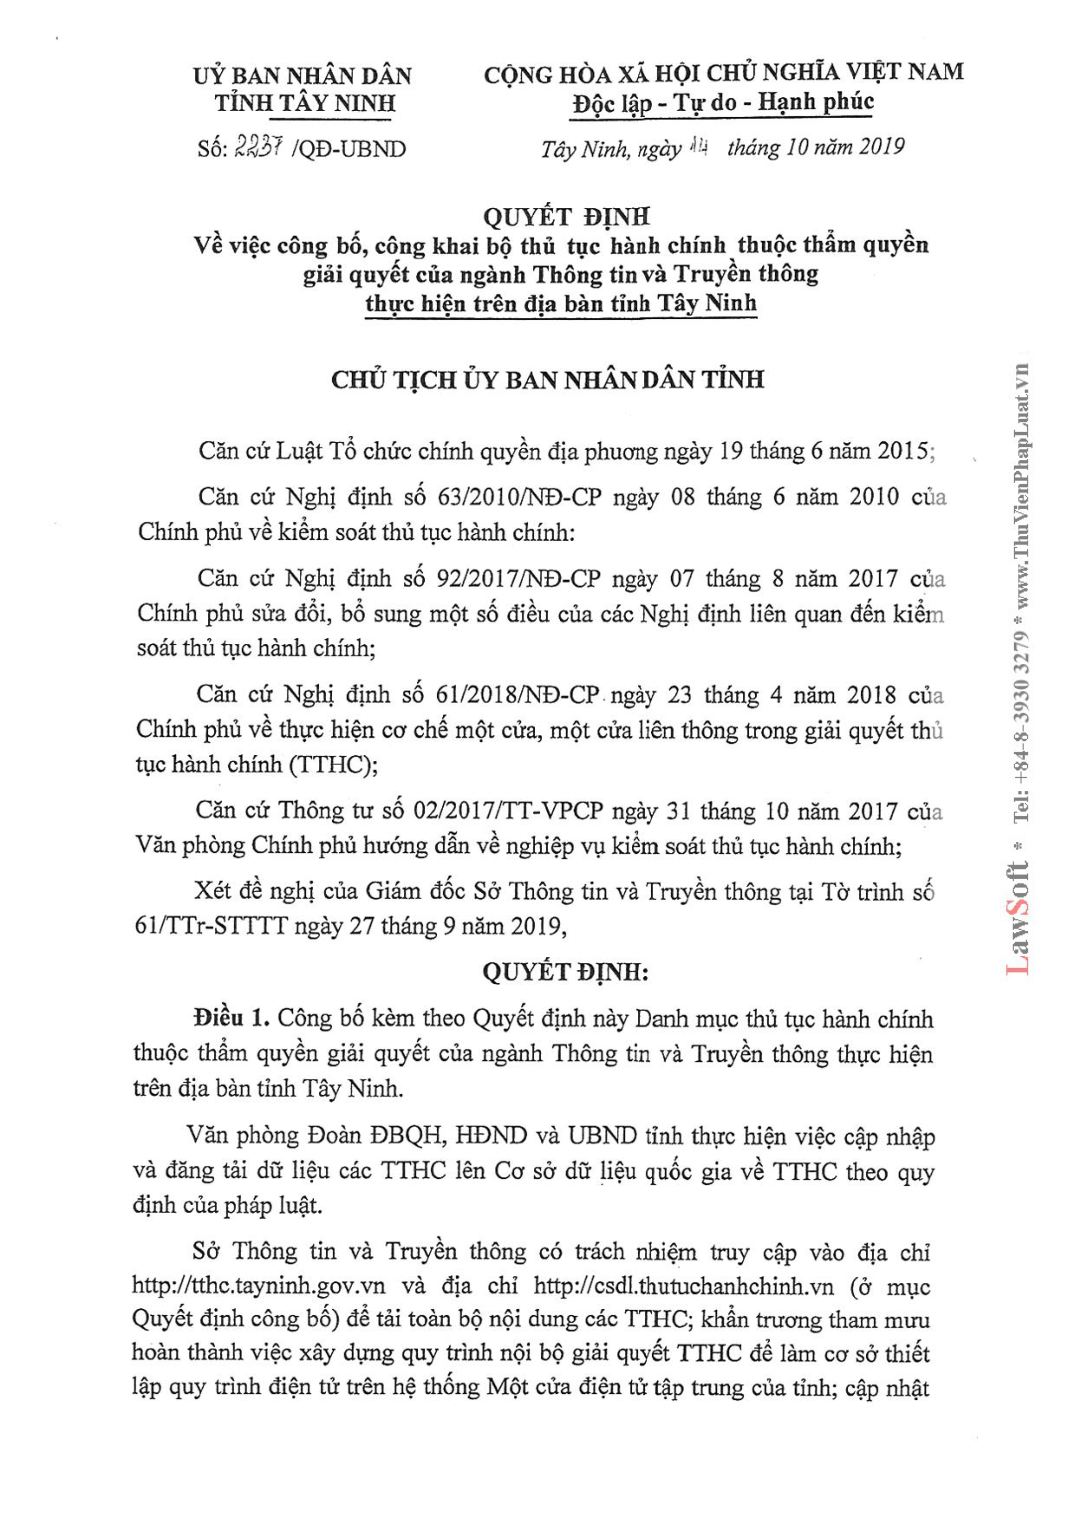 UỶ BAN NHÂN DÂN
TỈNH TÂY NINH
Số: 2237 /QĐ-UBND
CỘNG HÒA XÃ HỘI CHỦ NGHĨA VIỆT NAM
Độc lập - Tự do - Hạnh phúc
Tây Ninh, ngày 14 tháng 10 năm 2019
QUYẾT ĐỊNH
Về việc công bố, công khai bộ thủ tục hành chính thuộc thẩm quyền
giải quyết của ngành Thông tin và Truyền thông
thực hiện trên địa bàn tỉnh Tây Ninh
CHỦ TỊCH ỦY BAN NHÂN DÂN TỈNH
Căn cứ Luật Tổ chức chính quyền địa phuơng ngày 19 tháng 6 năm 2015;
Căn cứ Nghị định số 63/2010/NĐ-CP ngày 08 tháng 6 năm 2010 của
Chính phủ về kiểm soát thủ tục hành chính:
Căn cứ Nghị định số 92/2017/NĐ-CP ngày 07 tháng 8 năm 2017 của
Chính phủ sửa đổi, bổ sung một số điều của các Nghị định liên quan đến kiểm
soát thủ tục hành chính;
Căn cứ Nghị định số 61/2018/NĐ-CP ngày 23 tháng 4 năm 2018 của
Chính phủ về thực hiện cơ chế một cửa, một cửa liên thông trong giải quyết thủ
tục hành chính (TTHC);
Căn cứ Thông tư số 02/2017/TT-VPCP ngày 31 tháng 10 năm 2017 của
Văn phòng Chính phủ hướng dẫn về nghiệp vụ kiểm soát thủ tục hành chính;
Xét đề nghị của Giám đốc Sở Thông tin và Truyền thông tại Tờ trình số
61/TTr-STTTT ngày 27 tháng 9 năm 2019,
QUYẾT ĐỊNH:
Điều 1. Công bố kèm theo Quyết định này Danh mục thủ tục hành chính
thuộc thẩm quyền giải quyết của ngành Thông tin và Truyền thông thực hiện
trên địa bàn tỉnh Tây Ninh.
Văn phòng Đoàn ĐBQH, HĐND và UBND tỉnh thực hiện việc cập nhập
và đăng tải dữ liệu các TTHC lên Cơ sở dữ liệu quốc gia về TTHC theo quy
định của pháp luật.
Sở Thông tin và Truyền thông có trách nhiệm truy cập vào địa chỉ
http://tthc.tayninh.gov.vn và địa chỉ http://csdl.thutuchanhchinh.vn (ở mục
Quyết định công bố) để tải toàn bộ nội dung các TTHC; khẩn trương tham mưu
hoàn thành việc xây dựng quy trình nội bộ giải quyết TTHC để làm cơ sở thiết
lập quy trình điện tử trên hệ thống Một cửa điện tử tập trung của tỉnh; cập nhật
LawSoft * Tel: +84-8-3930 3279 * www.ThuVienPhapLuat.vn